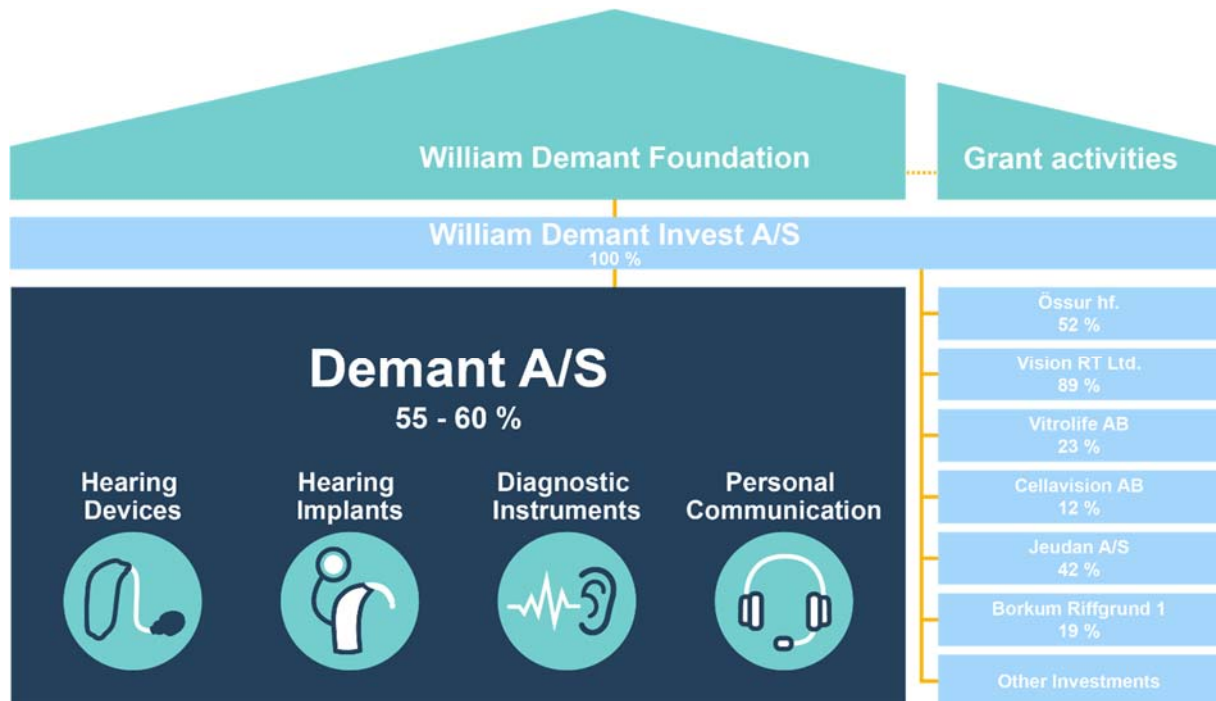 William Demant Foundation
Grant activities
William Demant Invest A/S
100 %
Demant A/S
55 - 60 %
Hearing
Devices
Hearing
Implants
Diagnostic
Instruments
Personal
Communication
Össur hf.
52 %
Vision RT Ltd.
89 %
Vitrolife AB
23 %
Cellavision AB
12 %
Jeudan A/S
42 %
Borkum Riffgrund 1
19 %
Other Investments